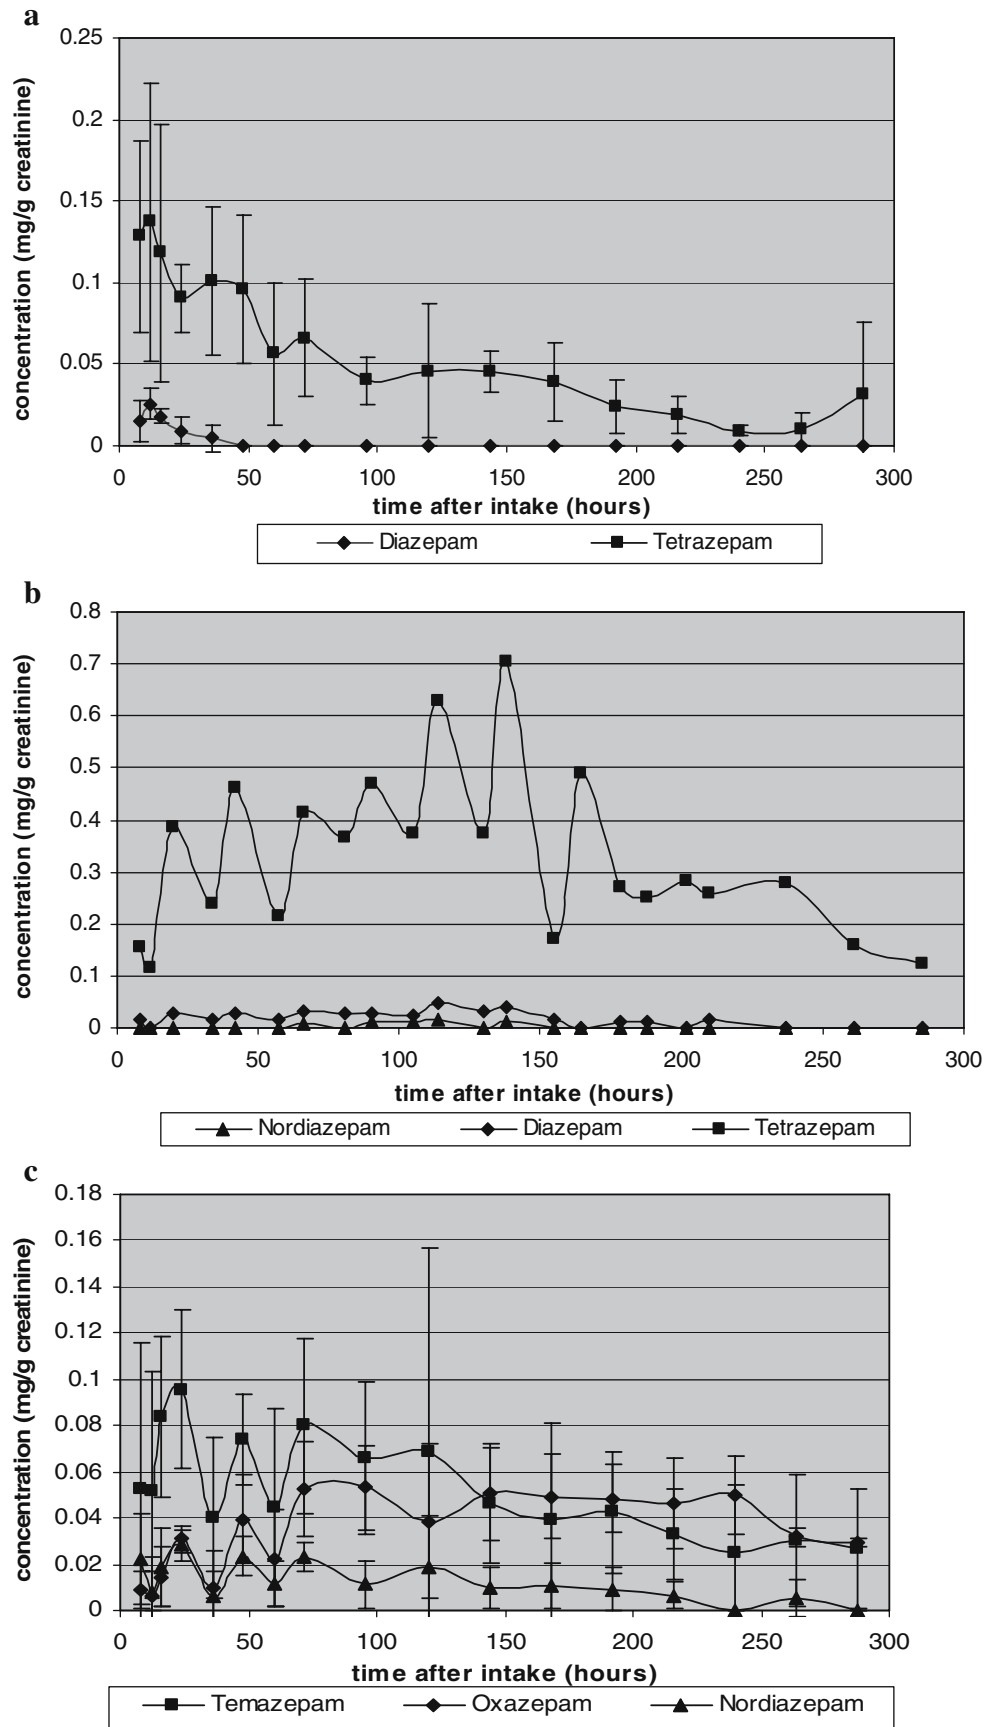 a
concentration (mg/g creatinine)
0.25
0.2
0.15
0.1
0.05
0
0 50 100 150 200 250 300
time after intake (hours)
Diazepam Tetrazepam
b
concentration (mg/g creatinine)
0.8
0.7
0.6
0.5
0.4
0.3
0.2
0.1
0
0 50 100 150 200 250 300
time after intake (hours)
Nordiazepam Diazepam Tetrazepam
c
concentration (mg/g creatinine)
0.18
0.16
0.14
0.12
0.1
0.08
0.06
0.04
0.02
0
0 50 100 150 200 250 300
time after intake (hours)
Temazepam Oxazepam Nordiazepam